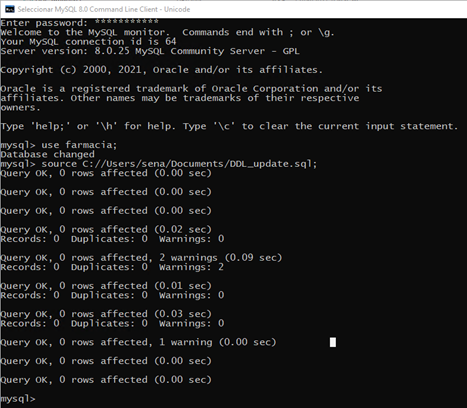 Seleccionar MySQL 8.0 Command Line Client - Unicode
Enter password: ***********
Welcome to the MySQL monitor.  Commands end with ; or \g.
Your MySQL connection id is 64
Server version: 8.0.25 MySQL Community Server - GPL
Copyright (c) 2000, 2021, Oracle and/or its affiliates.
Oracle is a registered trademark of Oracle Corporation and/or its
affiliates. Other names may be trademarks of their respective
owners.
Type 'help;' or '\h' for help. Type '\c' to clear the current input statement.
mysql> use farmacia;
Database changed
mysql> source C://Users/sena/Documents/DDL_update.sql;
Query OK, 0 rows affected (0.00 sec)
Query OK, 0 rows affected (0.00 sec)
Query OK, 0 rows affected (0.00 sec)
Query OK, 0 rows affected (0.02 sec)
Records: 0  Duplicates: 0  Warnings: 0
Query OK, 0 rows affected, 2 warnings (0.09 sec)
Records: 0  Duplicates: 0  Warnings: 2
Query OK, 0 rows affected (0.01 sec)
Records: 0  Duplicates: 0  Warnings: 0
Query OK, 0 rows affected (0.03 sec)
Records: 0  Duplicates: 0  Warnings: 0
Query OK, 0 rows affected, 1 warning (0.00 sec)
Query OK, 0 rows affected (0.00 sec)
Query OK, 0 rows affected (0.00 sec)
mysql>